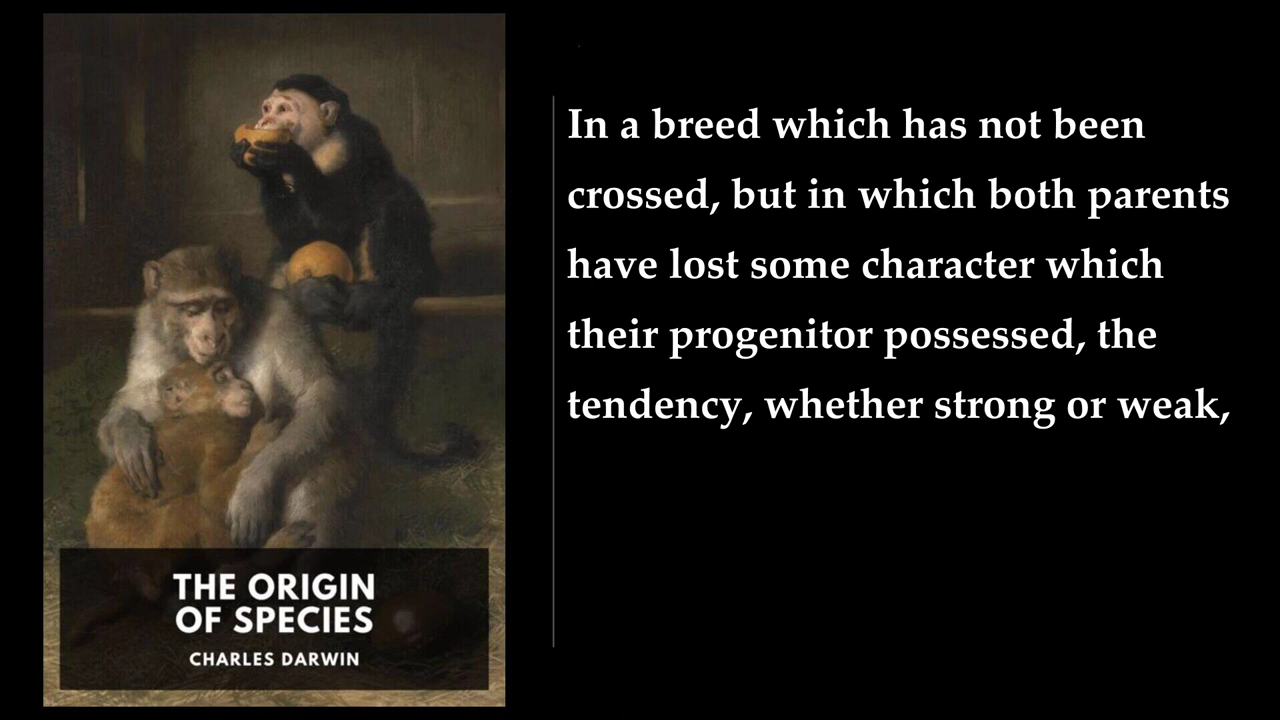 THE ORIGIN
OF SPECIES
CHARLES DARWIN
In a breed which has not been
crossed, but in which both parents
have lost some character which
their progenitor possessed, the
tendency, whether strong or weak,